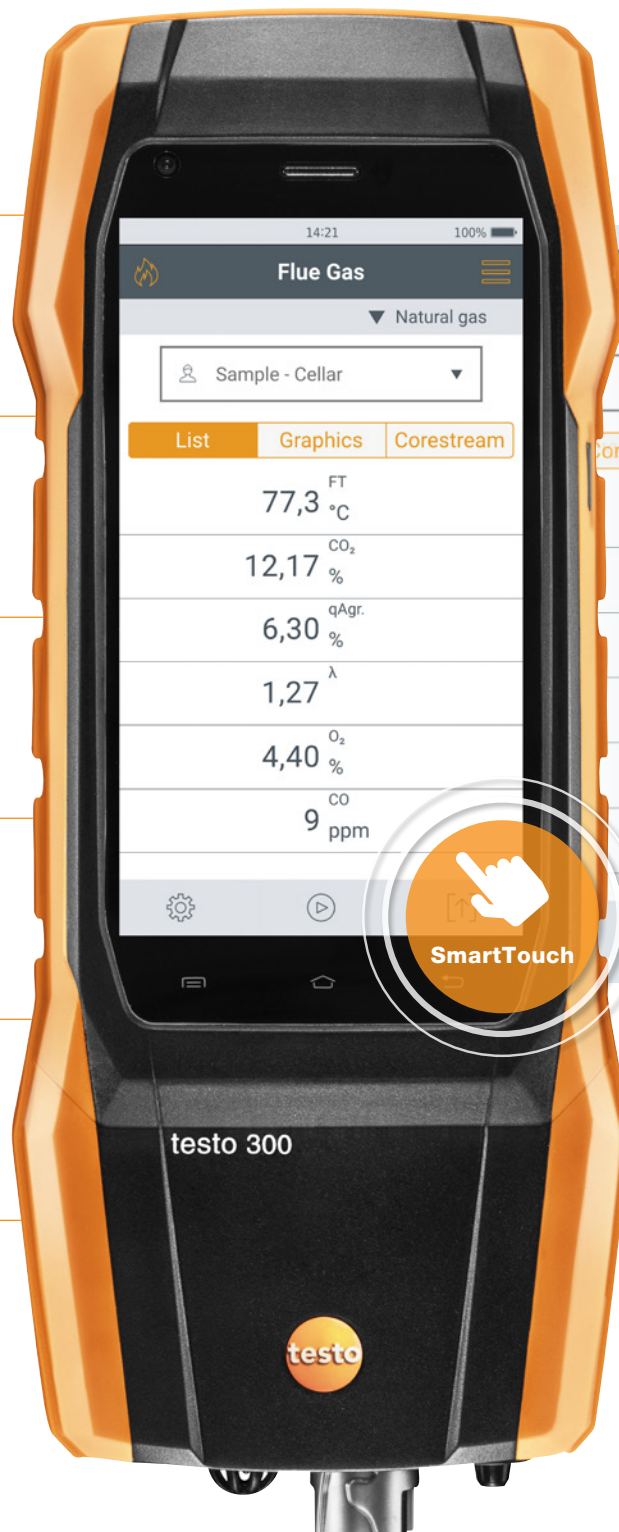 14:21 100%
Flue Gas
▼ Natural gas
Sample - Cellar ▼
List Graphics Corestream
77,3 FT °C
12,17 CO₂ %
6,30 qAgr. %
1,27 λ
4,40 O₂ %
9 CO ppm
SmartTouch
testo 300
testo